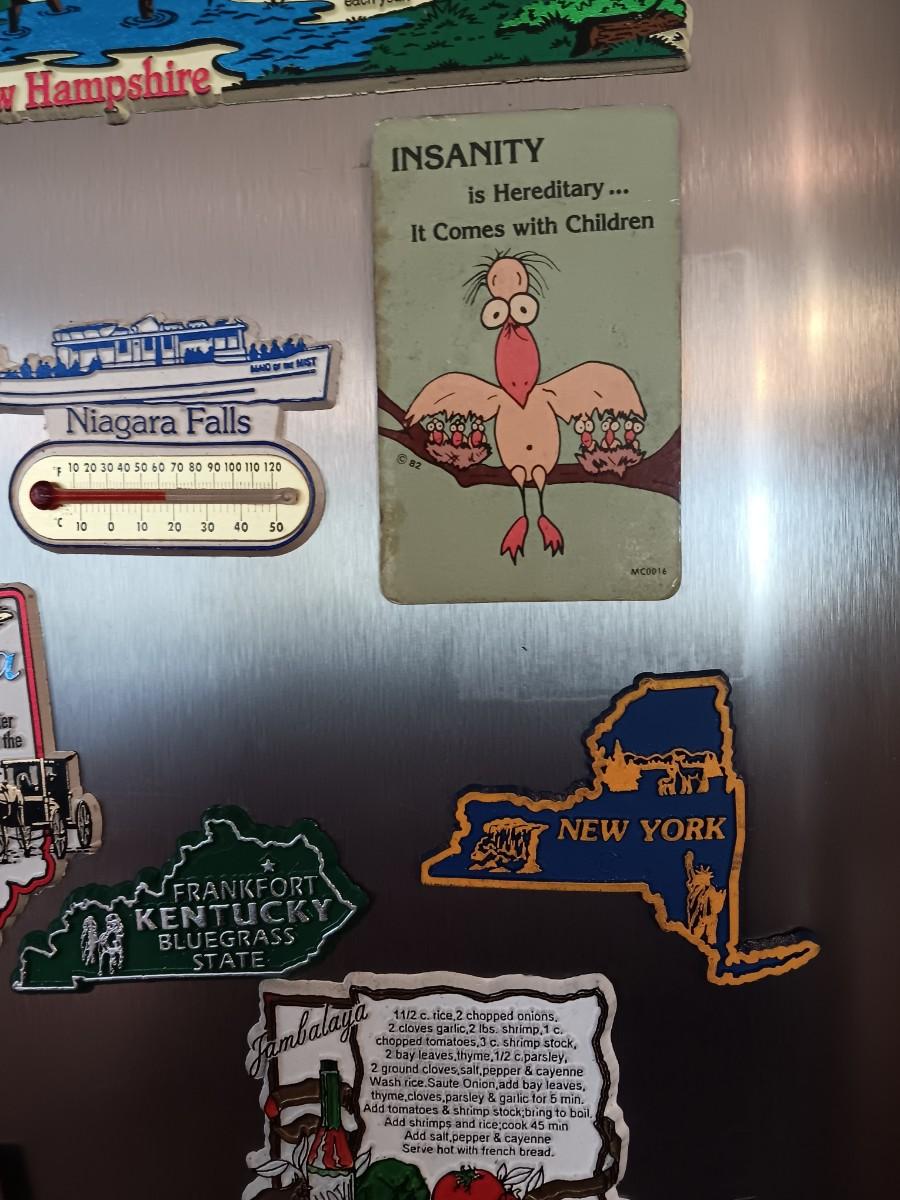 Hampshire
INSANITY
is Hereditary...
It Comes with Children
© 82
MC0016
MAID OF THE MIST
Niagara Falls
°F 10 20 30 40 50 60 70 80 90 100 110 120
°C 10 0 10 20 30 40 50
the
FRANKFORT
KENTUCKY
BLUEGRASS
STATE
NEW YORK
Jambalaya
1 1/2 c. rice,2 chopped onions,
2 cloves garlic,2 lbs. shrimp,1 c.
chopped tomatoes,3 c. shrimp stock,
2 bay leaves,thyme,1/2 c.parsley,
2 ground cloves,salt,pepper & cayenne
Wash rice.Saute Onion,add bay leaves,
thyme,cloves,parsley & garlic for 5 min.
Add tomatoes & shrimp stock;bring to boil.
Add shrimps and rice;cook 45 min
Add salt,pepper & cayenne
Serve hot with french bread.